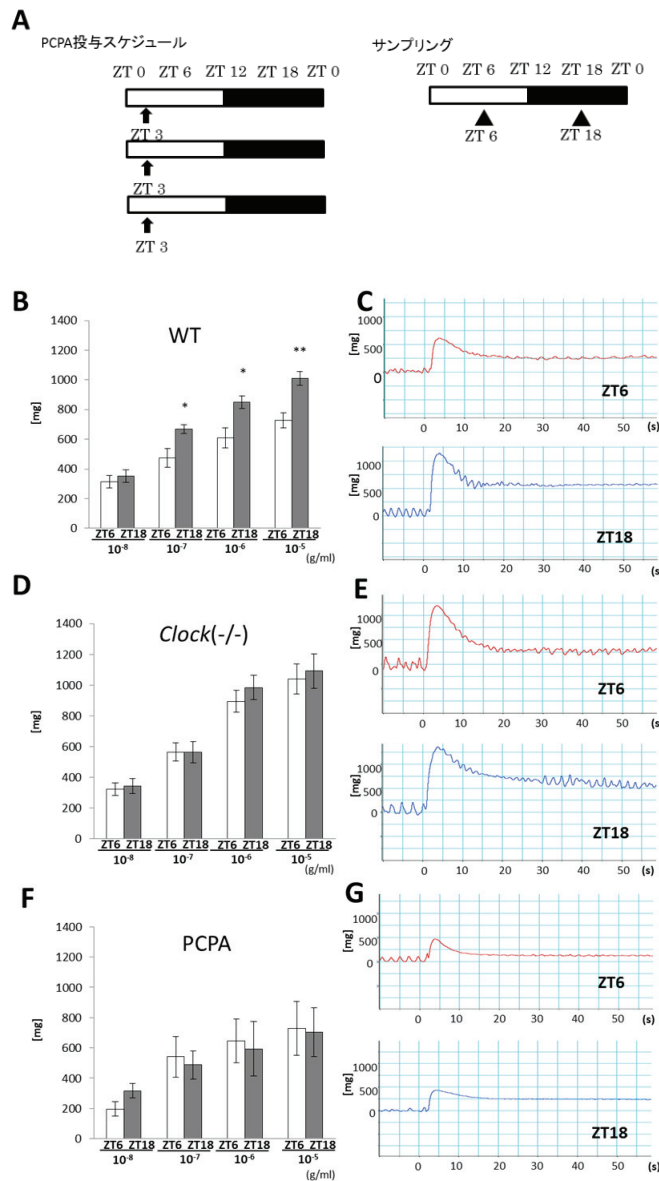 A
PCPA投与スケジュール
ZT 0 ZT 6 ZT 12 ZT 18 ZT 0
ZT 3
ZT 3
ZT 3
サンプリング
ZT 0 ZT 6 ZT 12 ZT 18 ZT 0
ZT 6 ZT 18
B
WT
1400
1200
1000
800
600
400
200
0
[mg]
*
*
**
ZT6 ZT18 ZT6 ZT18 ZT6 ZT18 ZT6 ZT18
10-8 10-7 10-6 10-5
(g/ml)
C
1000
500
0
[mg]
ZT6
0 10 20 30 40 50 (s)
1000
500
0
[mg]
ZT18
0 10 20 30 40 50 (s)
D
Clock(-/-)
1400
1200
1000
800
600
400
200
0
[mg]
ZT6 ZT18 ZT6 ZT18 ZT6 ZT18 ZT6 ZT18
10-8 10-7 10-6 10-5
(g/ml)
E
1000
500
0
[mg]
ZT6
0 10 20 30 40 50 (s)
1000
500
0
[mg]
ZT18
0 10 20 30 40 50 (s)
F
PCPA
1400
1200
1000
800
600
400
200
0
[mg]
ZT6 ZT18 ZT6 ZT18 ZT6 ZT18 ZT6 ZT18
10-8 10-7 10-6 10-5
(g/ml)
G
1000
500
0
[mg]
ZT6
0 10 20 30 40 50 (s)
1000
500
0
[mg]
ZT18
0 10 20 30 40 50 (s)